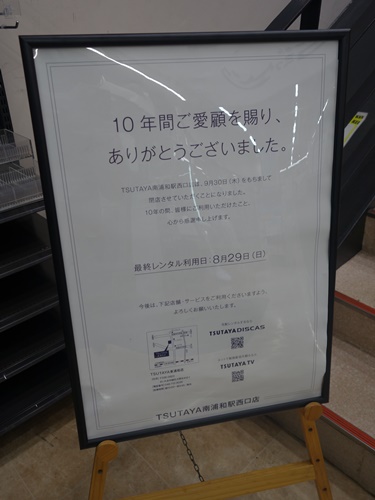 10年間ご愛顧を賜り、
ありがとうございました。
TSUTAYA南浦和駅西口店は、9月30日(木)をもちまして
閉店させていただくことになりました。
10年の間、皆様にご利用いただけたこと、
心から感謝申し上げます。
最終レンタル利用日:8月29日(日)
今後は、下記店舗・サービスをご利用くださいますよう、
よろしくお願いいたします。
TSUTAYA DISCAS
TSUTAYA TV
TSUTAYA南浦和駅西口店